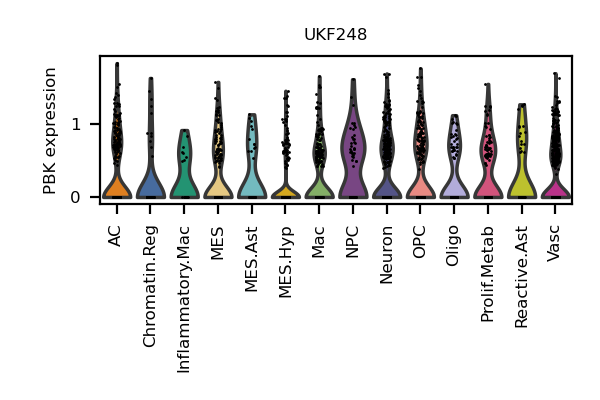 UKF248
PBK expression
1
0
AC
Chromatin.Reg
Inflammatory.Mac
MES
MES.Ast
MES.Hyp
Mac
NPC
Neuron
OPC
Oligo
Prolif.Metab
Reactive.Ast
Vasc